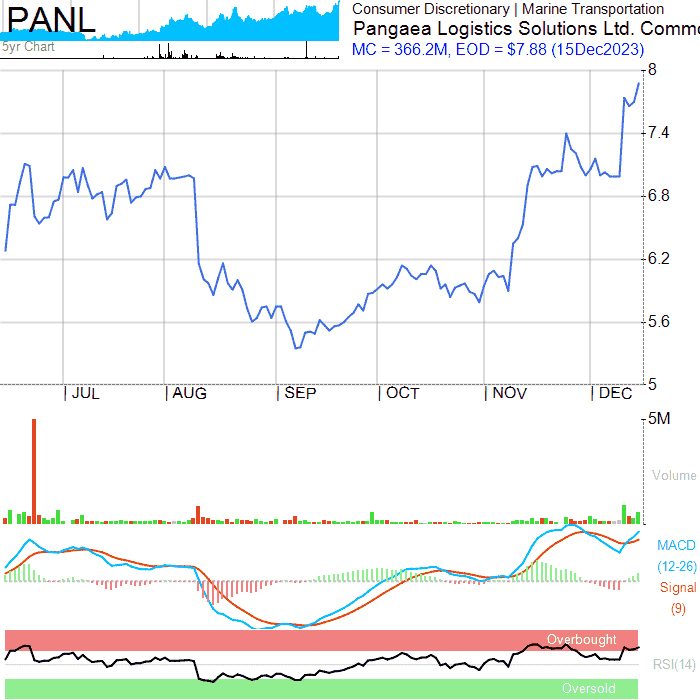 PANL
5yr Chart
Consumer Discretionary | Marine Transportation
Pangaea Logistics Solutions Ltd. Commo
MC = 366.2M, EOD = $7.88 (15Dec2023)
8
7.4
6.8
6.2
5.6
5
JUL AUG SEP OCT NOV DEC
5M
Volume
MACD
(12-26)
Signal
(9)
Overbought
RSI(14)
Oversold